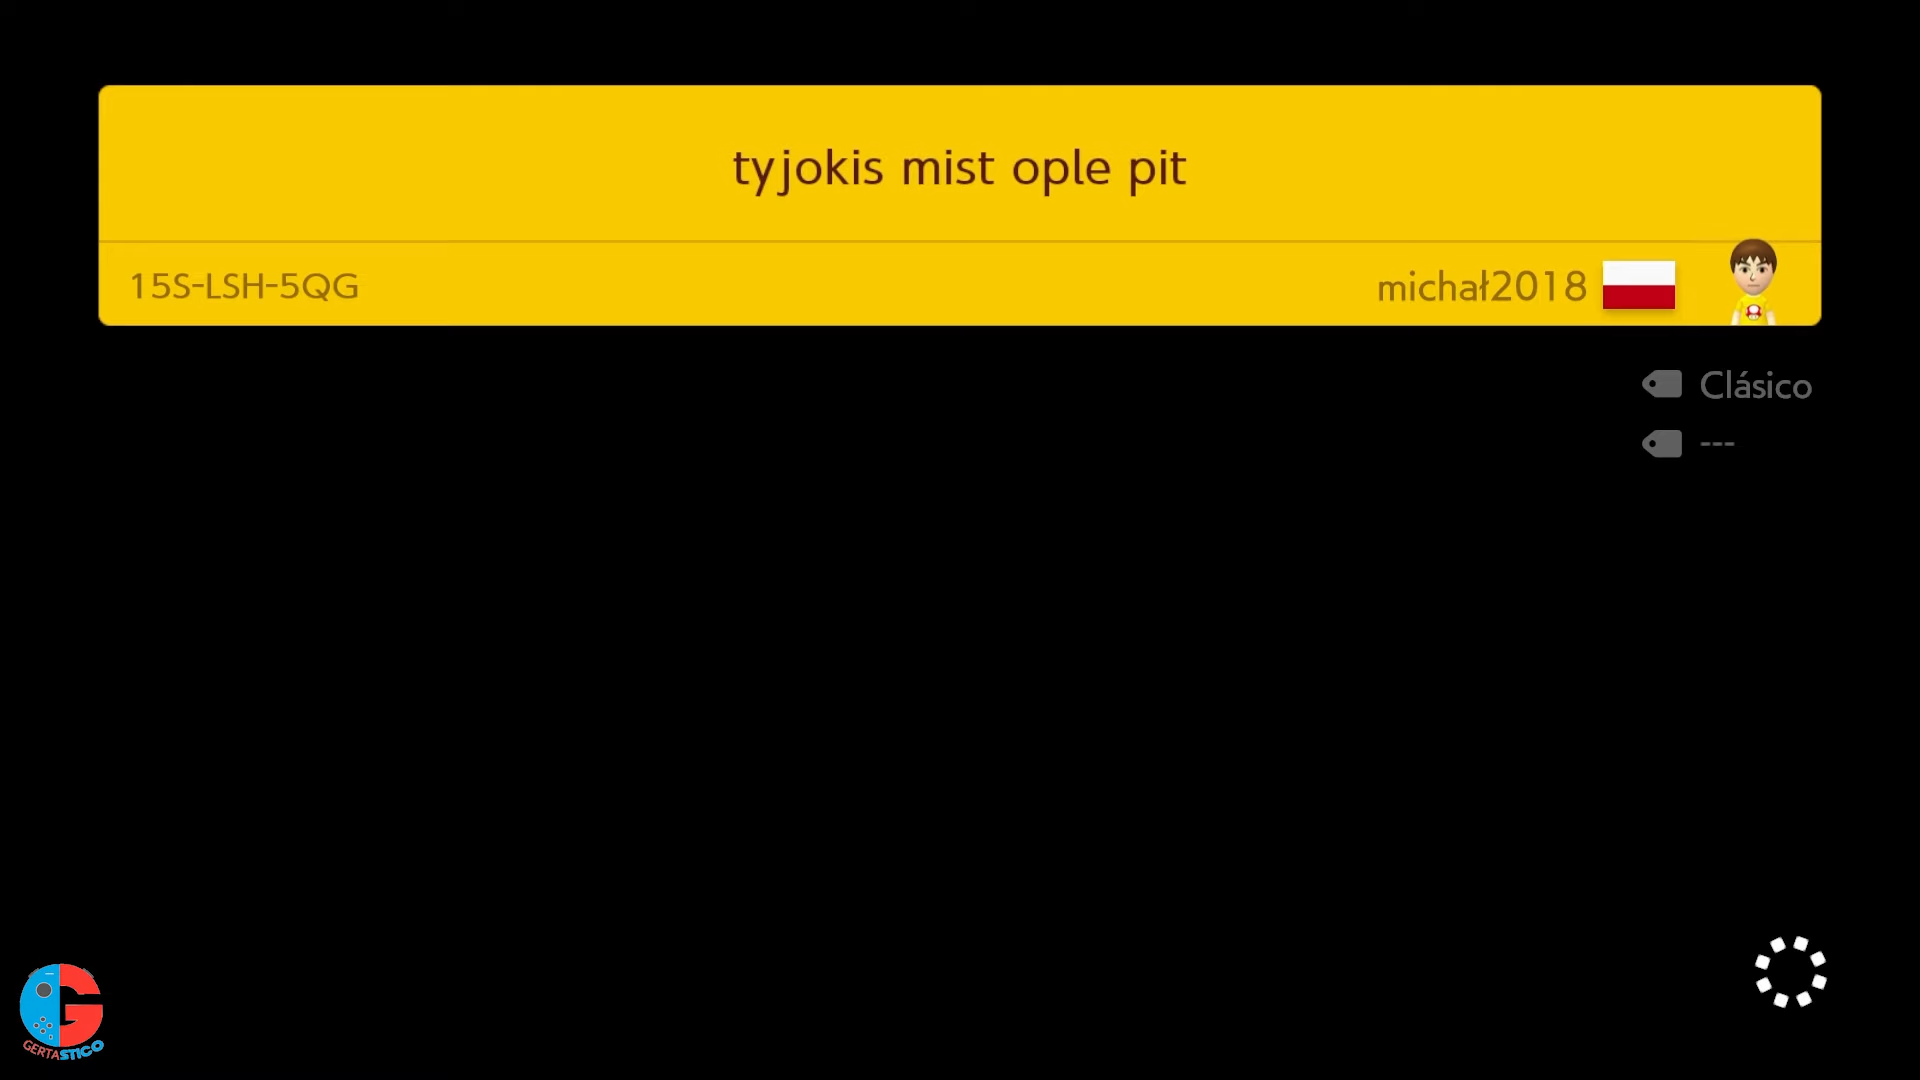 tyjokis mist ople pit
15S-LSH-5QG
michał2018
Clásico
---
GERTASTICO